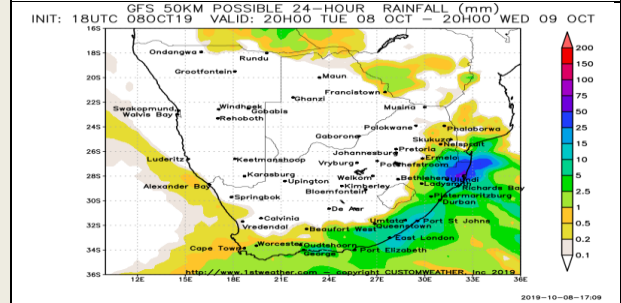 GFS 50KM POSSIBLE 24-HOUR RAINFALL (mm)
INIT: 18UTC 08OCT19 VALID: 20H00 TUE 08 OCT - 20H00 WED 09 OCT
16S
18S
20S
22S
24S
26S
28S
30S
32S
34S
36S
Ondangwa
Rundu
Grootfontein
Maun
Francistown
Ghanzi
Musina
Swakopmund
Windhoek
Gobabis
Walvis Bay
Rehoboth
Polokwane
Phalaborwa
Gaborone
Skukuza
Nelspruit
Pretoria
Johannesburg
Ermelo
Luderitz
Keetmanshoop
Vryburg
Potchefstroom
Karasburg
Upington
Welkom
Bethlehem
Alexander Bay
Kimberley
Ladysmith
Richards Bay
Bloemfontein
Springbok
Pietermaritzburg
Durban
De Aar
Calvinia
Umtata
Port St Johns
Vredendal
Beaufort West
Queenstown
East London
Cape Town
Worcester
Oudtshoorn
George
Port Elizabeth
http://www.1stweather.com - copyright CUSTOMWEATHER, Inc 2019
12E 15E 18E 21E 24E 27E 30E 33E 36E
200
150
100
75
50
25
15
10
5
2.5
1
0.5
0.2
0.1
2019-10-08-17:09